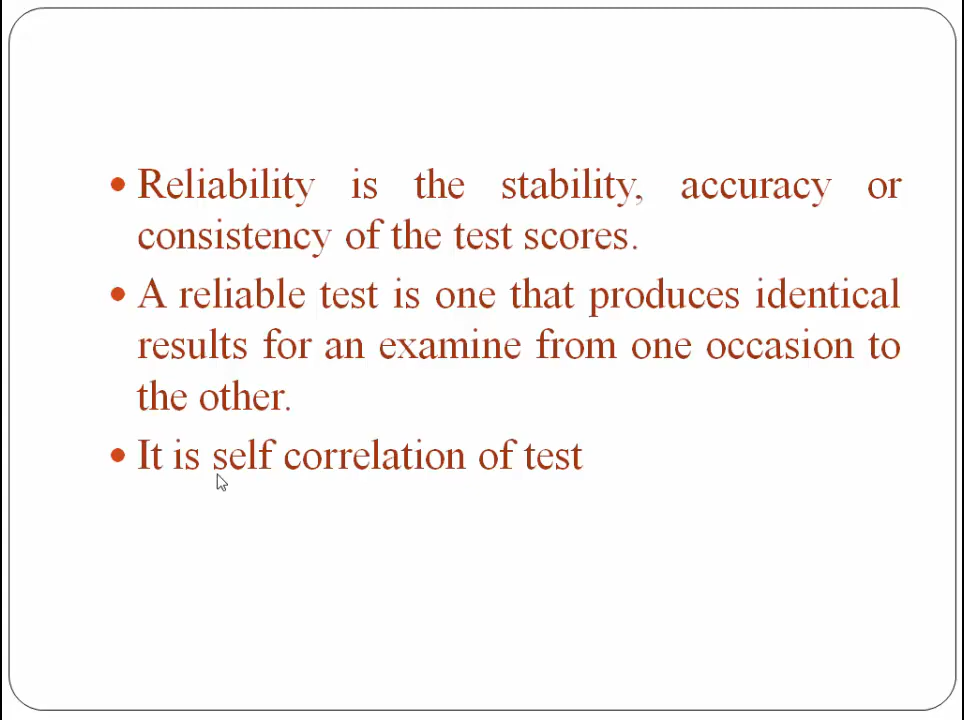 • Reliability is the stability, accuracy or
consistency of the test scores.
• A reliable test is one that produces identical
results for an examine from one occasion to
the other.
• It is self correlation of test